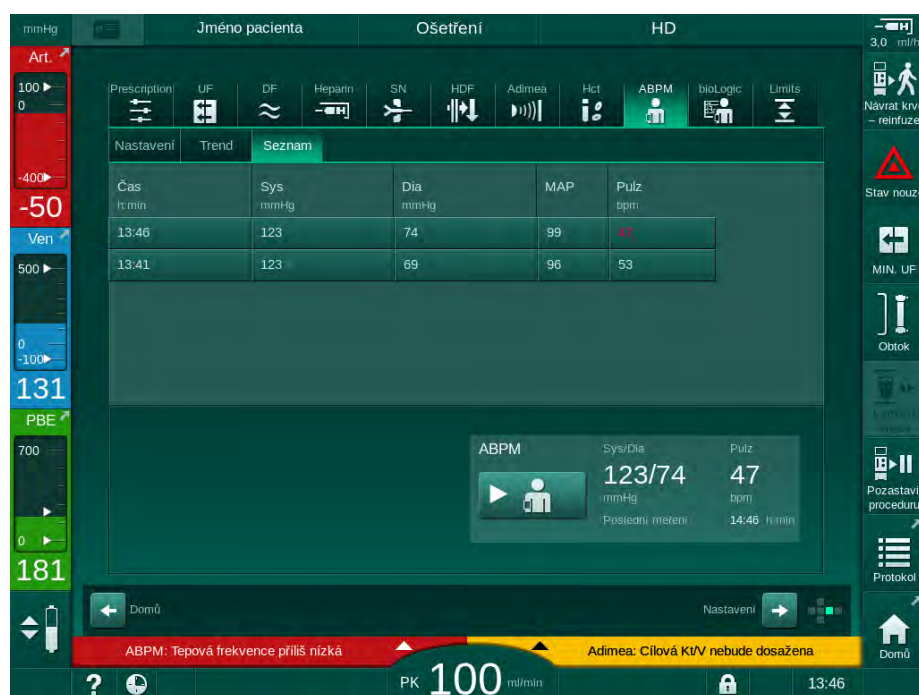 mmHg
Jméno pacienta
Ošetření
HD
3,0 ml/h
Art.
100
0
-400
-50
Ven
500
0
-100
131
PBE
700
0
181
Prescription
UF
DF
Heparin
SN
HDF
Adimea
Hct
ABPM
bioLogic
Limits
Nastavení
Trend
Seznam
Čas
Sys
Dia
MAP
Pulz
h:min
mmHg
mmHg
bpm
13:46
123
74
99
47
13:41
123
69
96
53
ABPM
Sys/Dia
Pulz
123/74
47
mmHg
bpm
Poslední měření
14:46 h:min
Domů
Nastavení
ABPM: Tepová frekvence příliš nízká
Adimea: Cílová Kt/V nebude dosažena
?
PK 100 ml/min
13:46
Návrat krve
– reinfuze
Stav nouze
MIN. UF
Obtok
Pozastavi
proceduru
Protokol
Domů